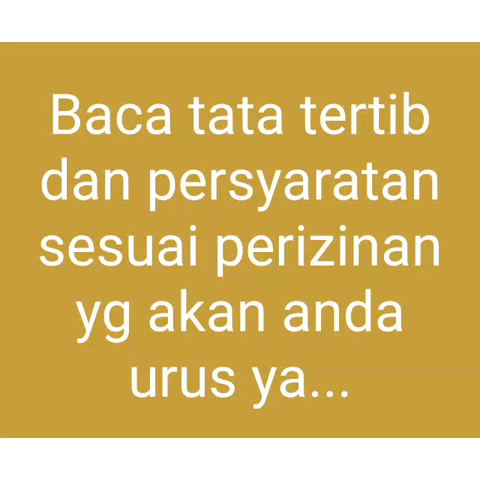 Baca tata tertib
dan persyaratan
sesuai perizinan
yg akan anda
urus ya...